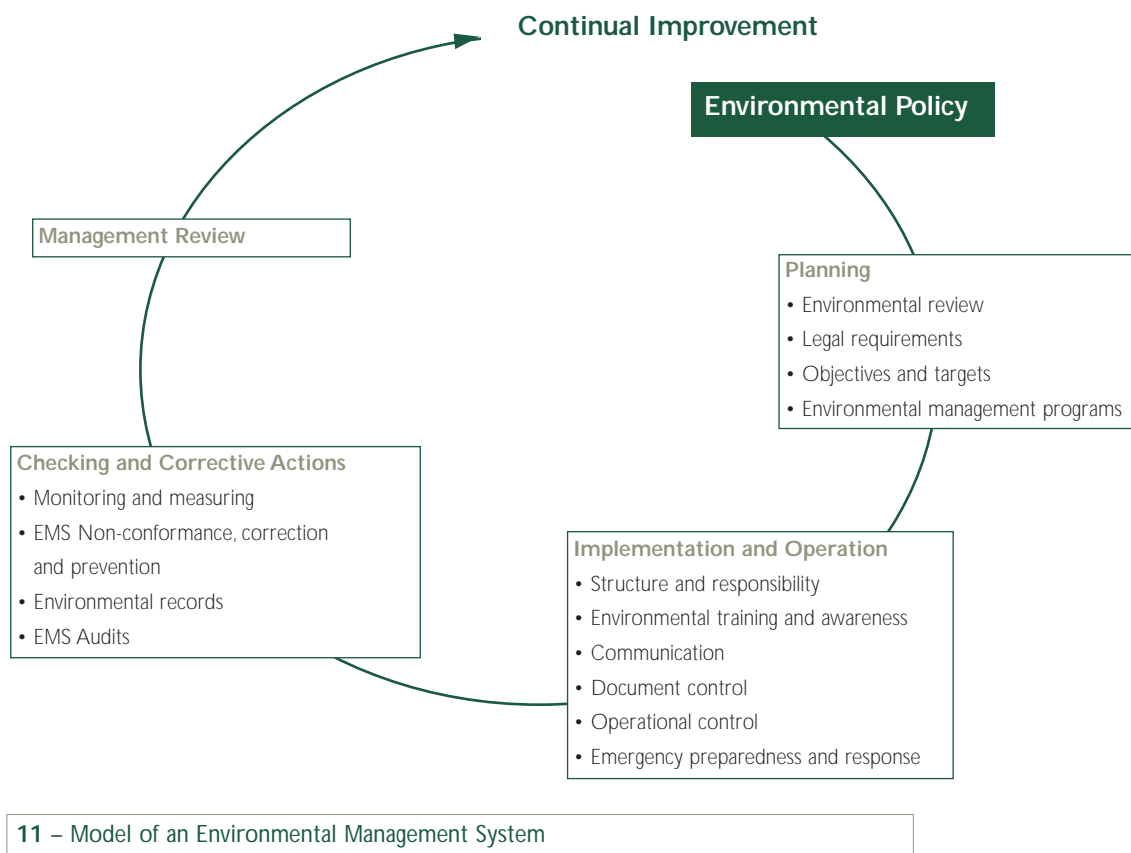 Continual Improvement
Environmental Policy
Planning
• Environmental review
• Legal requirements
• Objectives and targets
• Environmental management programs
Implementation and Operation
• Structure and responsibility
• Environmental training and awareness
• Communication
• Document control
• Operational control
• Emergency preparedness and response
Checking and Corrective Actions
• Monitoring and measuring
• EMS Non-conformance, correction
and prevention
• Environmental records
• EMS Audits
Management Review
11 – Model of an Environmental Management System